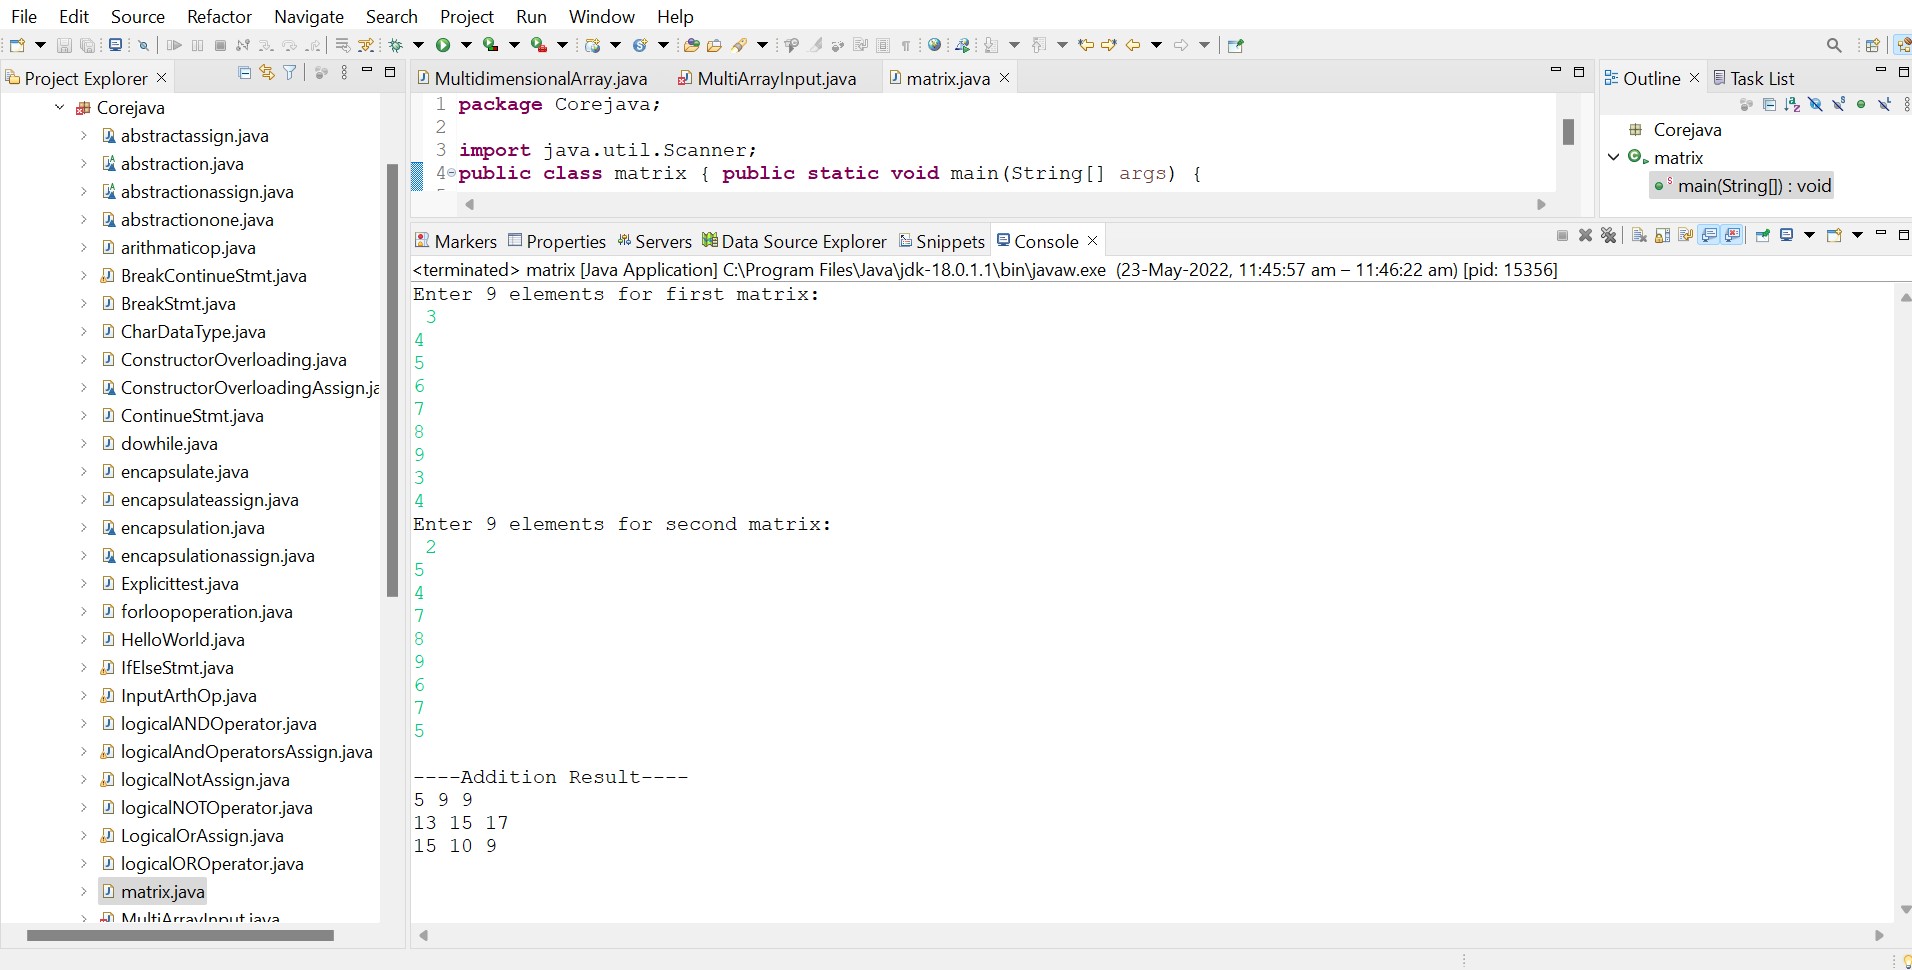 File Edit Source Refactor Navigate Search Project Run Window Help
Project Explorer
Corejava
abstractassign.java
abstraction.java
abstractionassign.java
abstractionone.java
arithmaticop.java
BreakContinueStmt.java
BreakStmt.java
CharDataType.java
ConstructorOverloading.java
ConstructorOverloadingAssign.ja
ContinueStmt.java
dowhile.java
encapsulate.java
encapsulateassign.java
encapsulation.java
encapsulationassign.java
Explicittest.java
forloopoperation.java
HelloWorld.java
IfElseStmt.java
InputArthOp.java
logicalANDOperator.java
logicalAndOperatorsAssign.java
logicalNotAssign.java
logicalNOTOperator.java
LogicalOrAssign.java
logicalOROperator.java
matrix.java
MultiArrayInput.java
MultidimensionalArray.java MultiArrayInput.java matrix.java
1 package Corejava;
2
3 import java.util.Scanner;
4 public class matrix { public static void main(String[] args) {
Outline Task List
Corejava
matrix
main(String[]) : void
Markers Properties Servers Data Source Explorer Snippets Console
<terminated> matrix [Java Application] C:\Program Files\Java\jdk-18.0.1.1\bin\javaw.exe (23-May-2022, 11:45:57 am – 11:46:22 am) [pid: 15356]
Enter 9 elements for first matrix:
3
4
5
6
7
8
9
3
4
Enter 9 elements for second matrix:
2
5
4
7
8
9
6
7
5
----Addition Result----
5 9 9
13 15 17
15 10 9